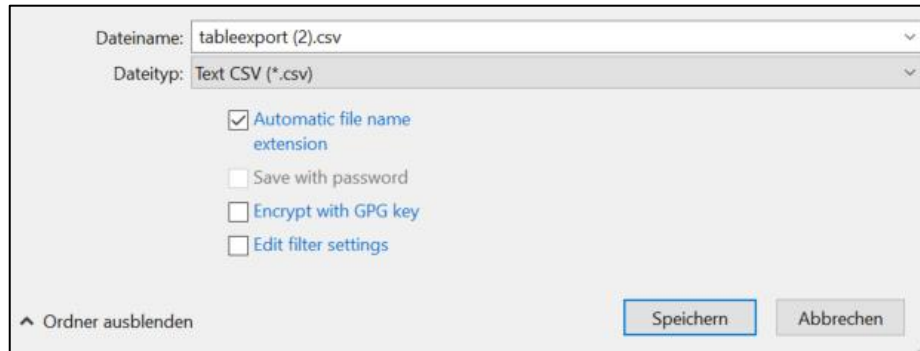 Dateiname: tableexport (2).csv
Dateityp: Text CSV (*.csv)
Automatic file name
extension
Save with password
Encrypt with GPG key
Edit filter settings
Ordner ausblenden Speichern Abbrechen